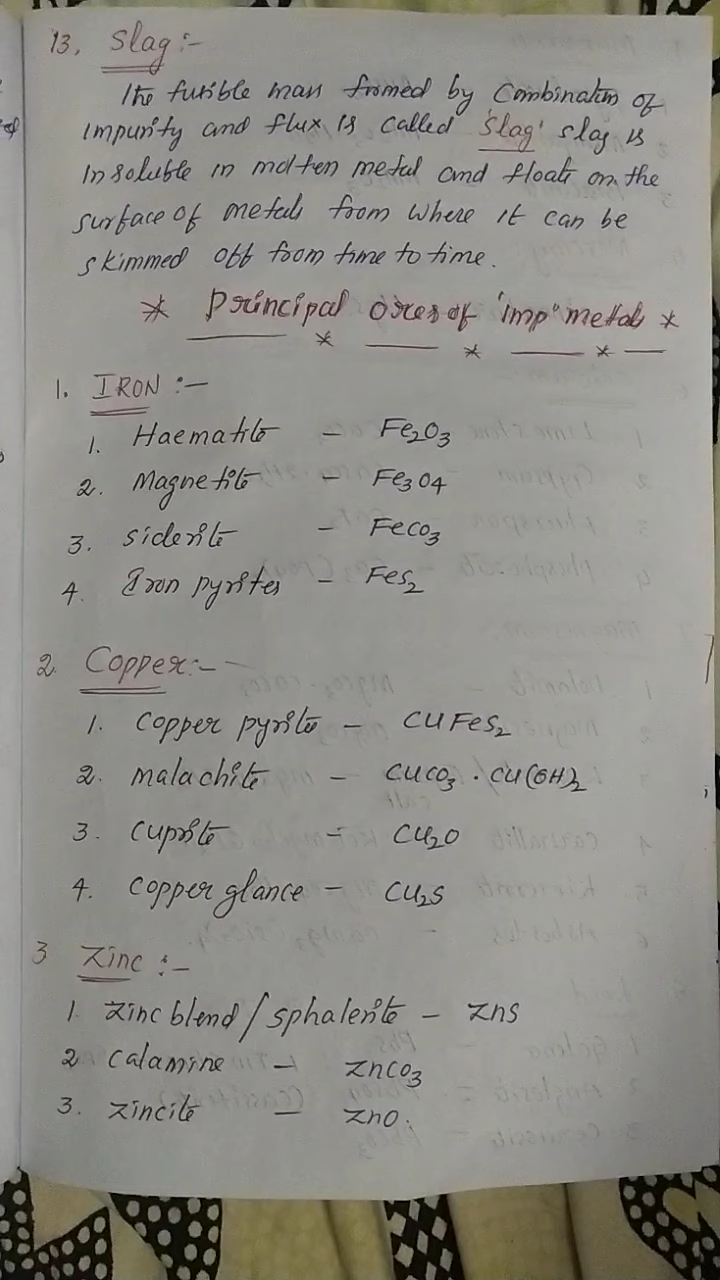 13, Slag :-
The fusible mass fromed by Combination of
impurity and flux is called 'slag' slag is
Insoluble in molten metal and floats on the
surface of metals from where it can be
skimmed off from time to time.
* Principal ores of 'imp" metals *
* * *
1. IRON :-
1. Haematite - Fe₂O₃
2. Magnetite - Fe₃O₄
3. siderite - FeCO₃
4. Iron pyrites - FeS₂
2. Copper:-
1. Copper pyrite - CuFeS₂
2. malachite - CuCO₃ . Cu(OH)₂
3. cuprite - Cu₂O
4. Copper glance - Cu₂S
3 Zinc :-
1. Zinc blend/sphalerite - ZnS
2 Calamine - ZnCO₃
3. Zincite - ZnO.